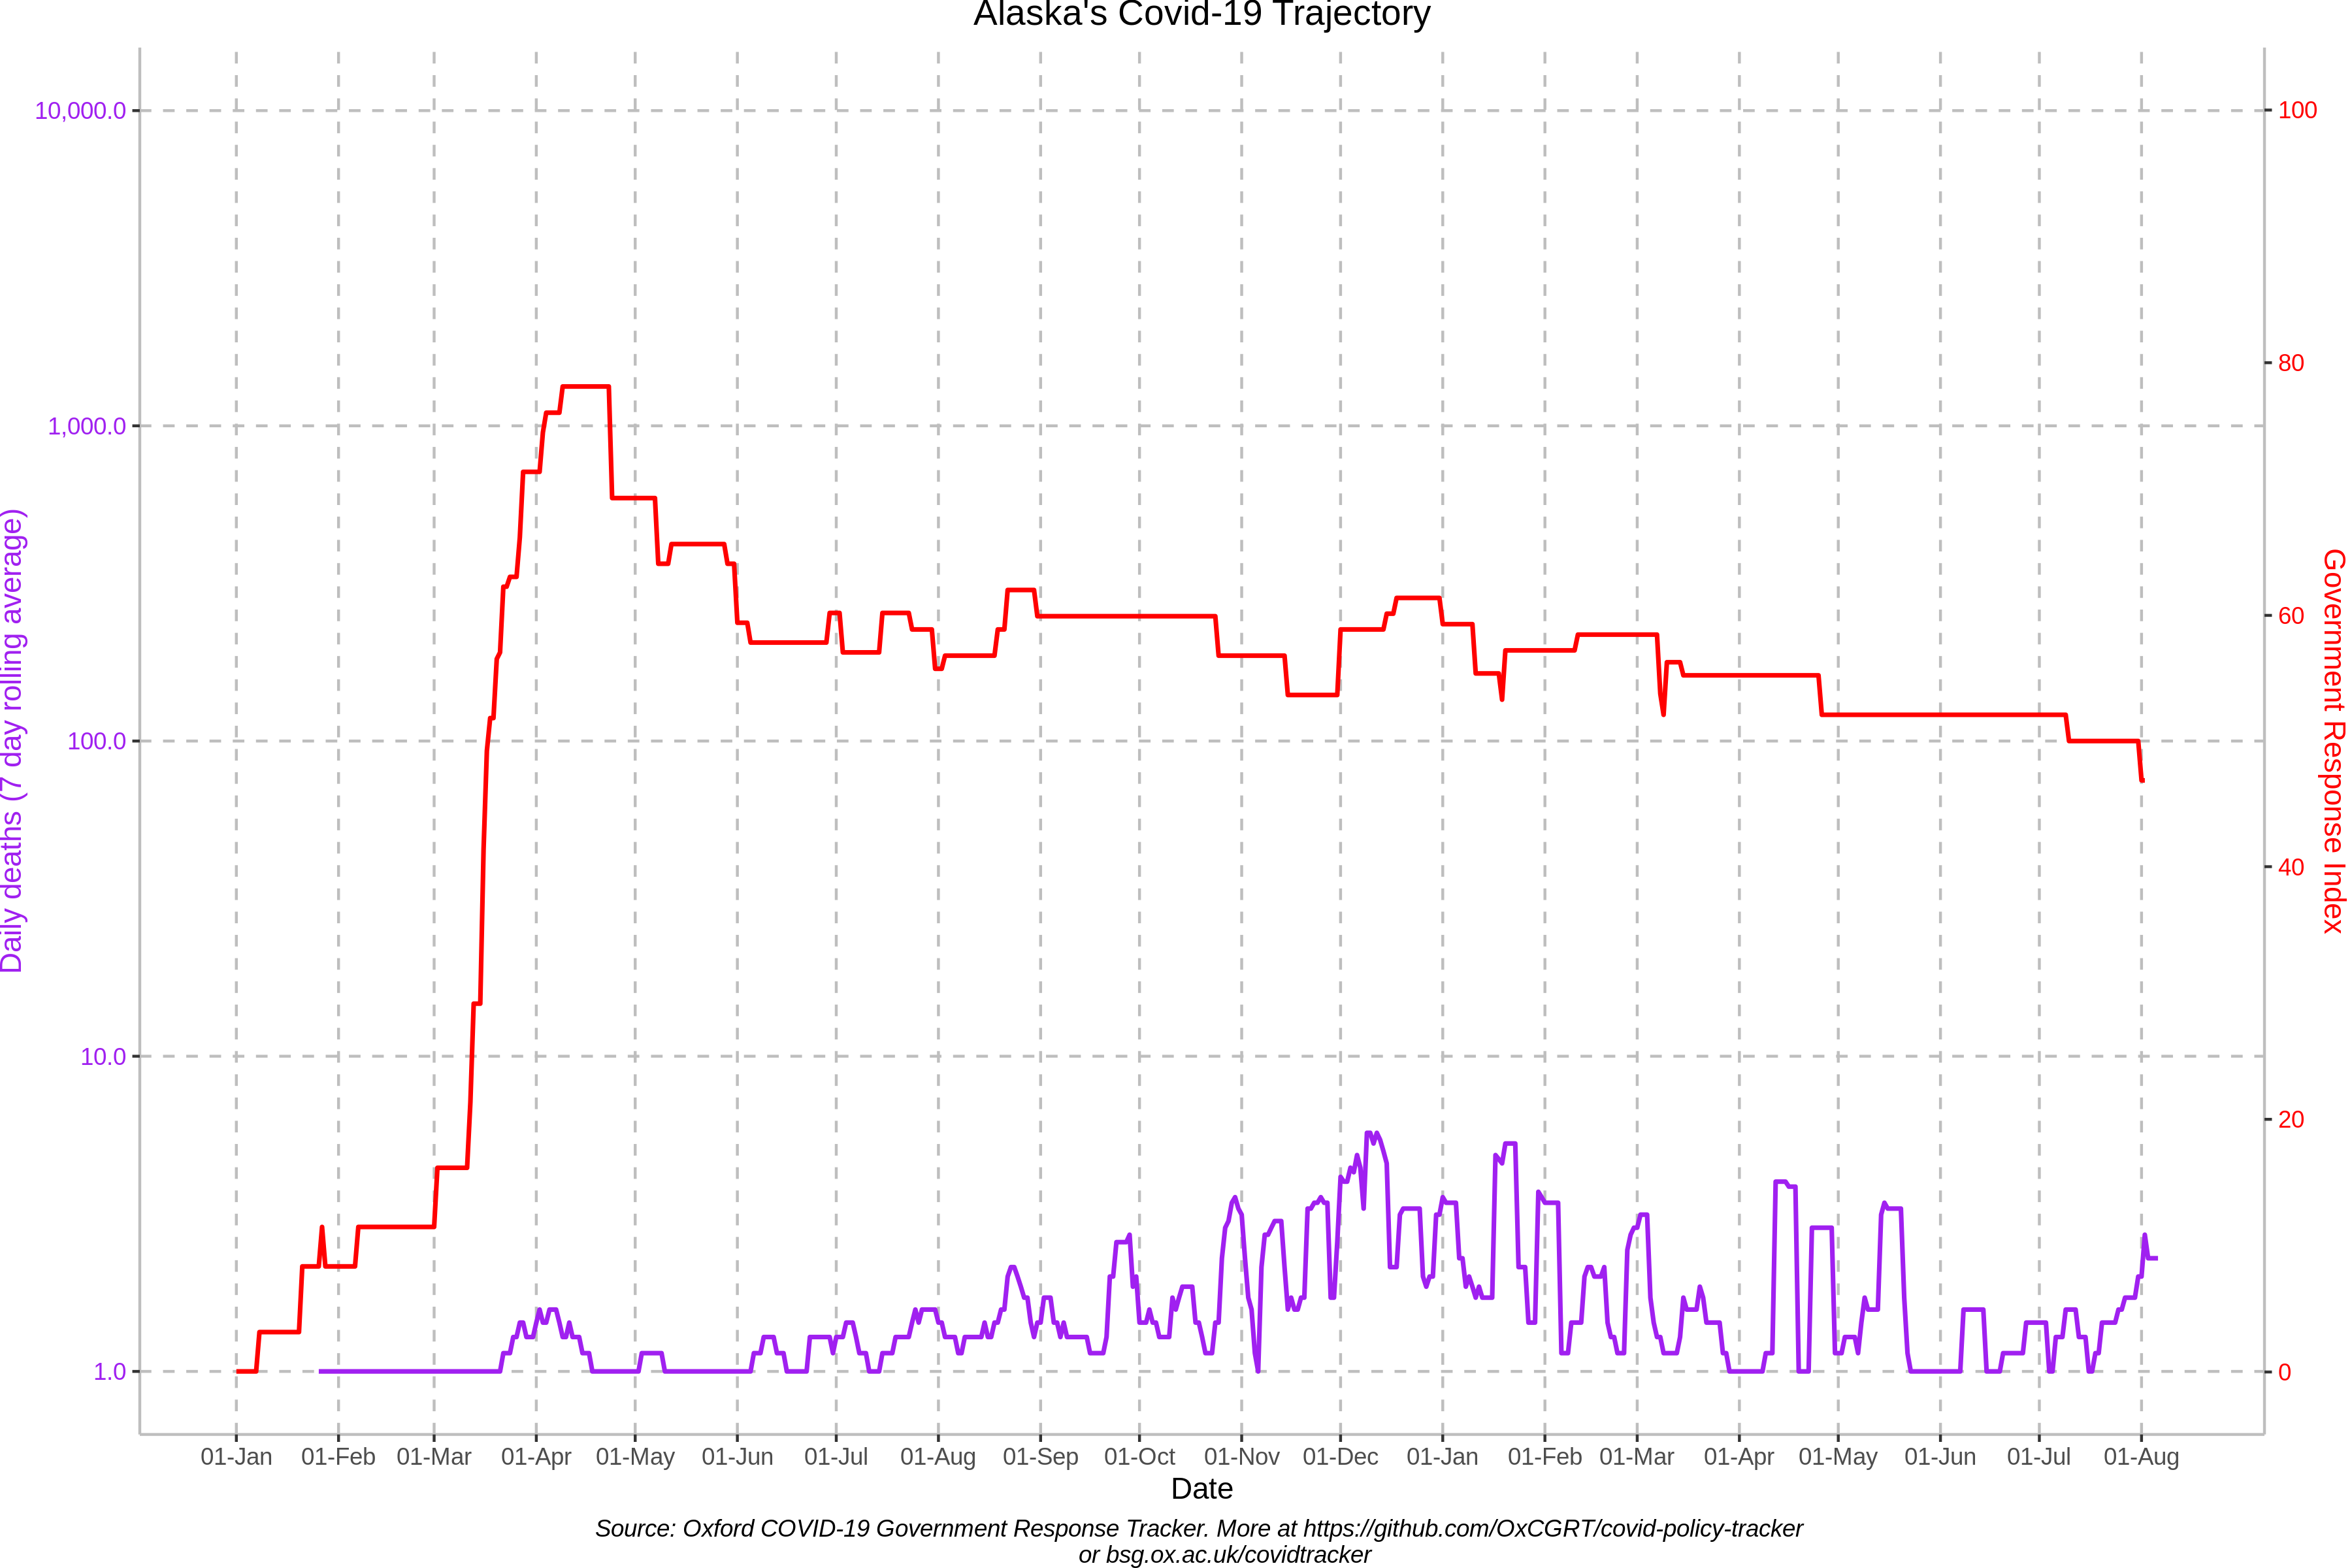 Alaska's Covid-19 Trajectory
10,000.0
1,000.0
100.0
10.0
1.0
Daily deaths (7 day rolling average)
100
80
60
40
20
0
Government Response Index
01-Jan 01-Feb 01-Mar 01-Apr 01-May 01-Jun 01-Jul 01-Aug 01-Sep 01-Oct 01-Nov 01-Dec 01-Jan 01-Feb 01-Mar 01-Apr 01-May 01-Jun 01-Jul 01-Aug
Date
Source: Oxford COVID-19 Government Response Tracker. More at https://github.com/OxCGRT/covid-policy-tracker
or bsg.ox.ac.uk/covidtracker